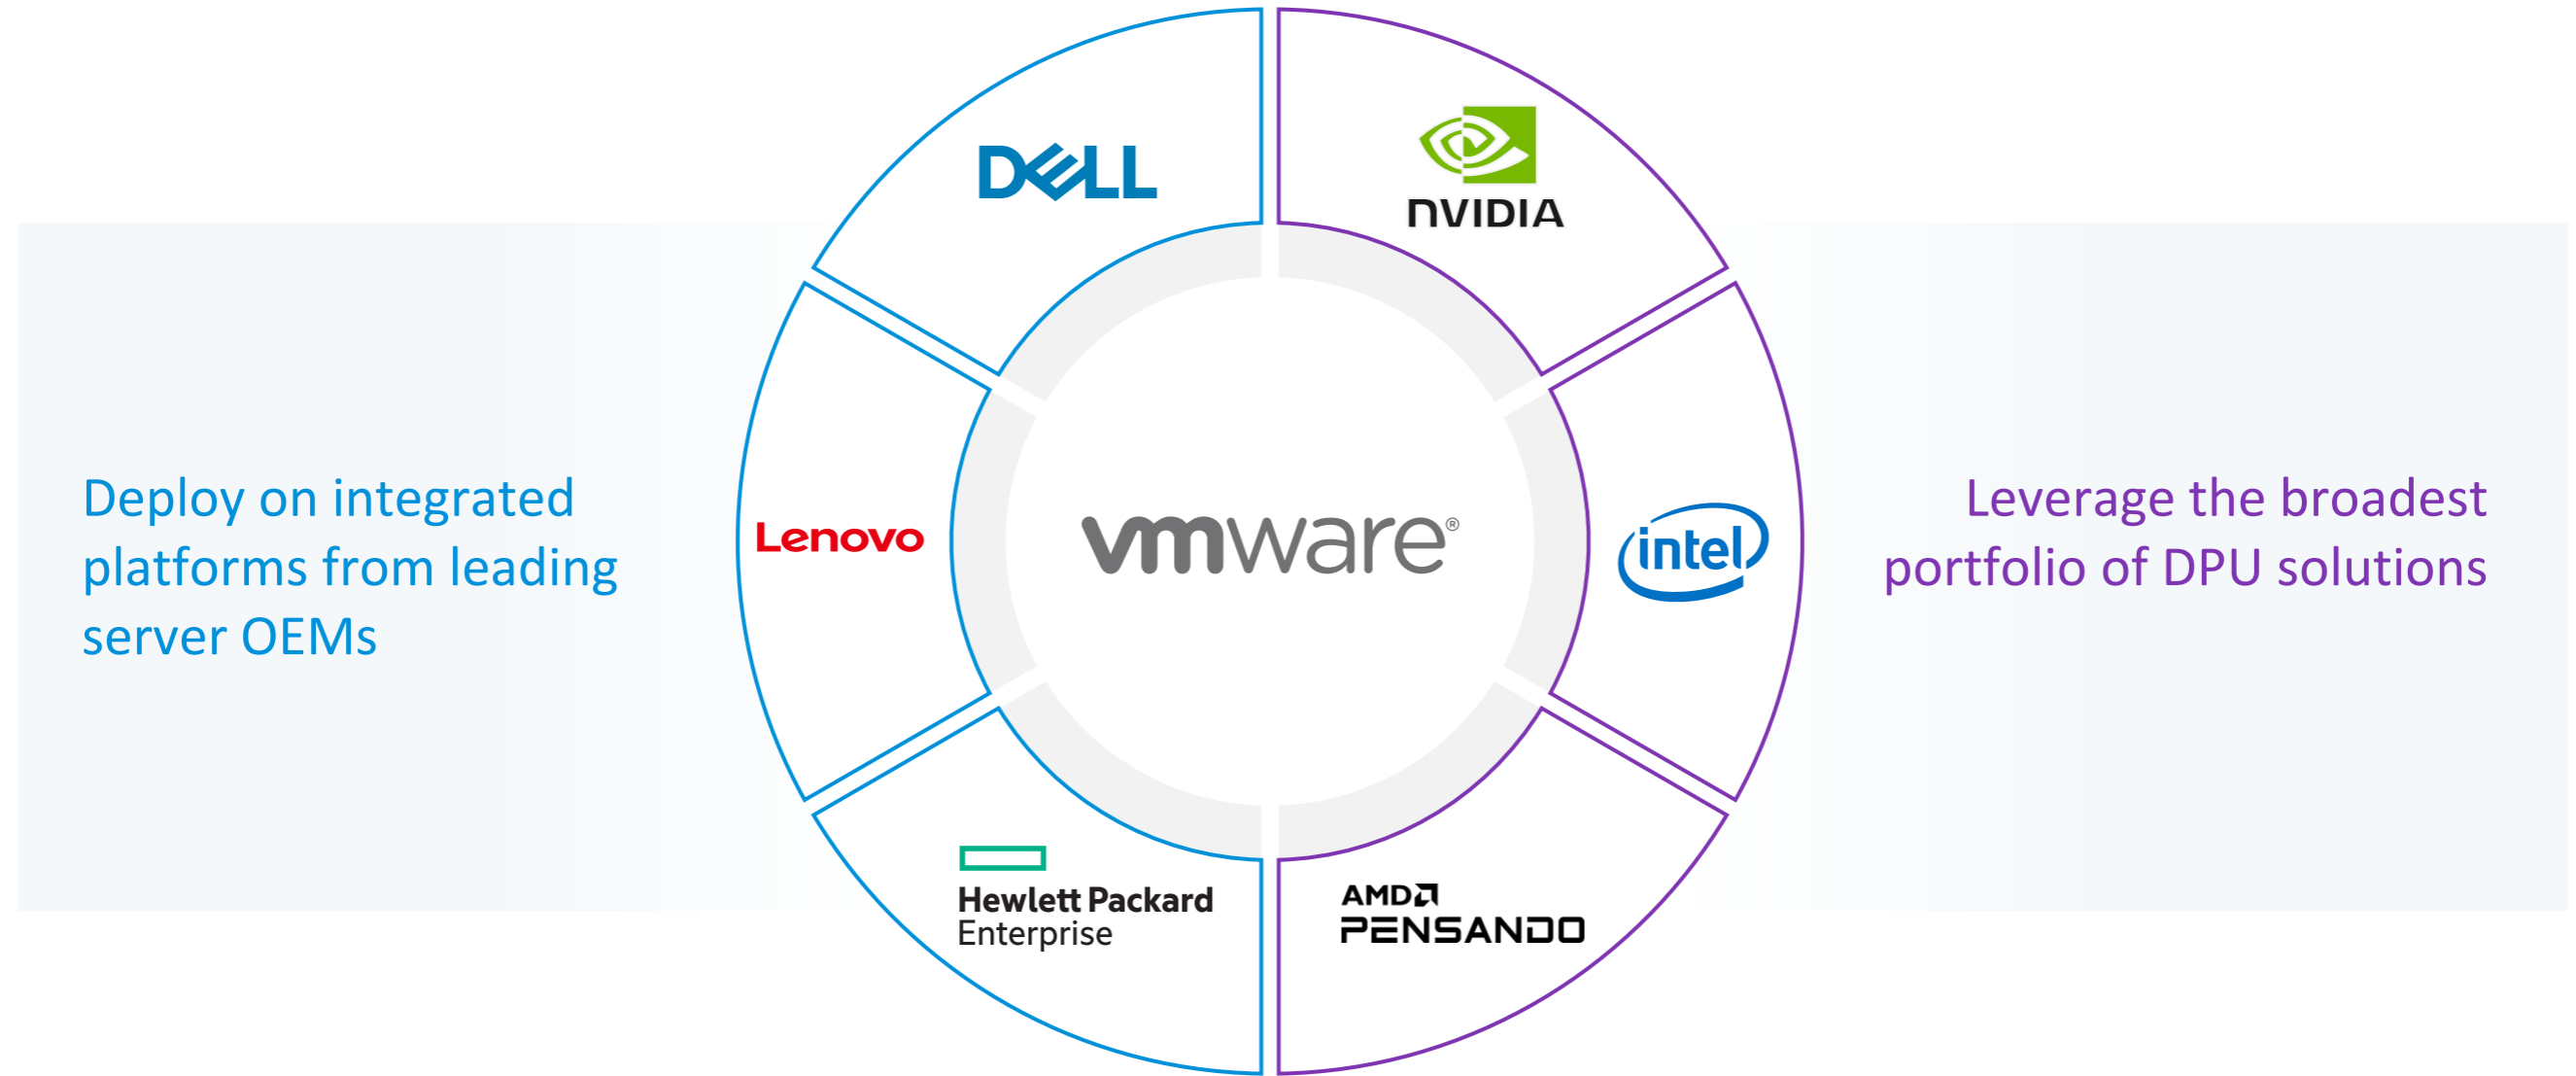 DELL
NVIDIA
Deploy on integrated
platforms from leading
server OEMs
Lenovo
vmware®
intel
Leverage the broadest
portfolio of DPU solutions
Hewlett Packard
Enterprise
AMD
PENSANDO